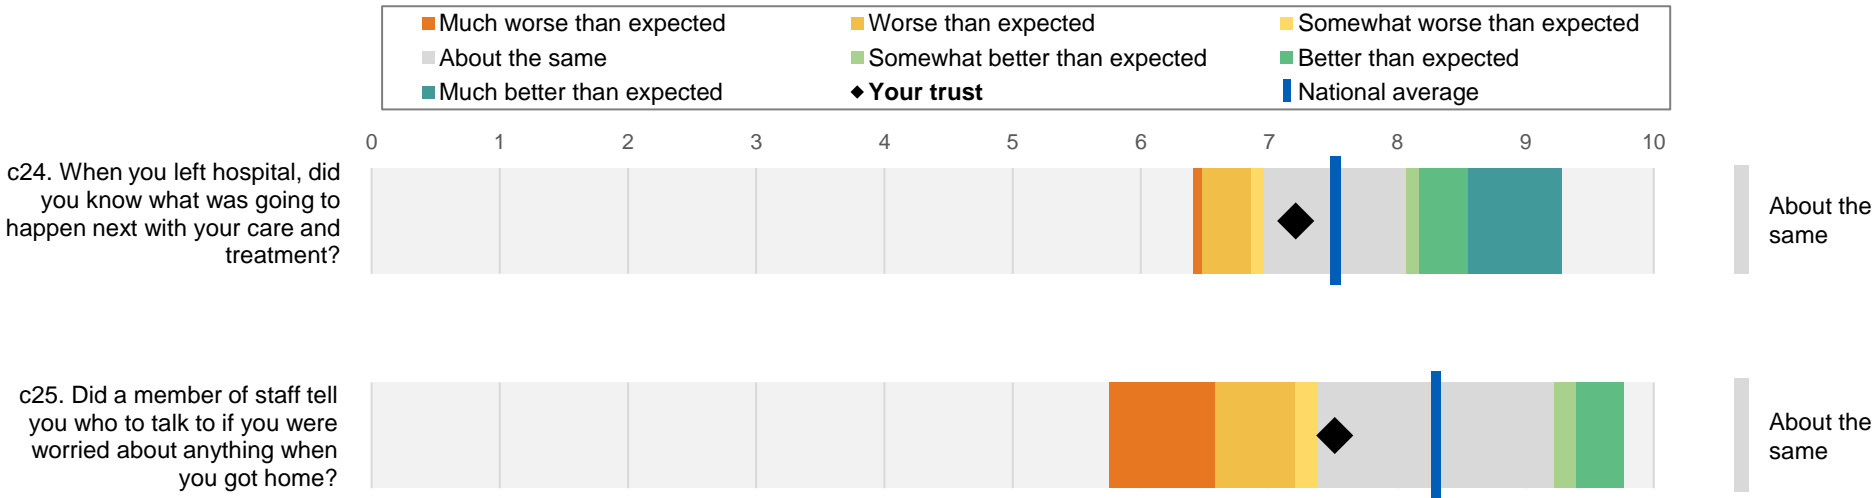 Much worse than expected
Worse than expected
Somewhat worse than expected
About the same
Somewhat better than expected
Better than expected
Much better than expected
Your trust
National average
0 1 2 3 4 5 6 7 8 9 10
c24. When you left hospital, did
you know what was going to
happen next with your care and
treatment?
About the
same
c25. Did a member of staff tell
you who to talk to if you were
worried about anything when
you got home?
About the
same